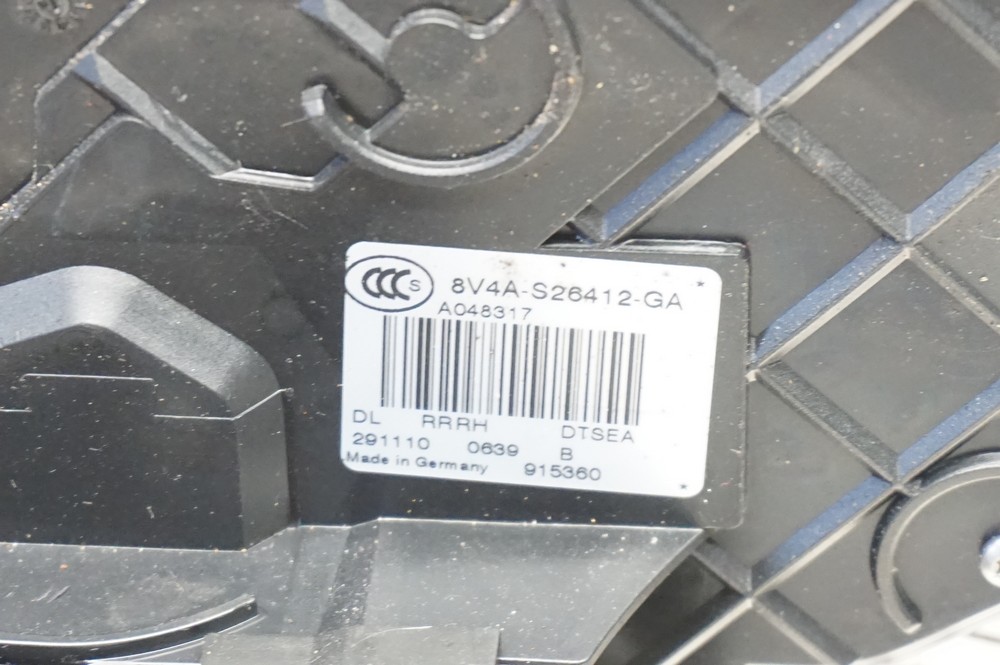 CCC S 8V4A-S26412-GA
A048317
DL RRRH DTSEA
291110 0639 B
Made in Germany 915360